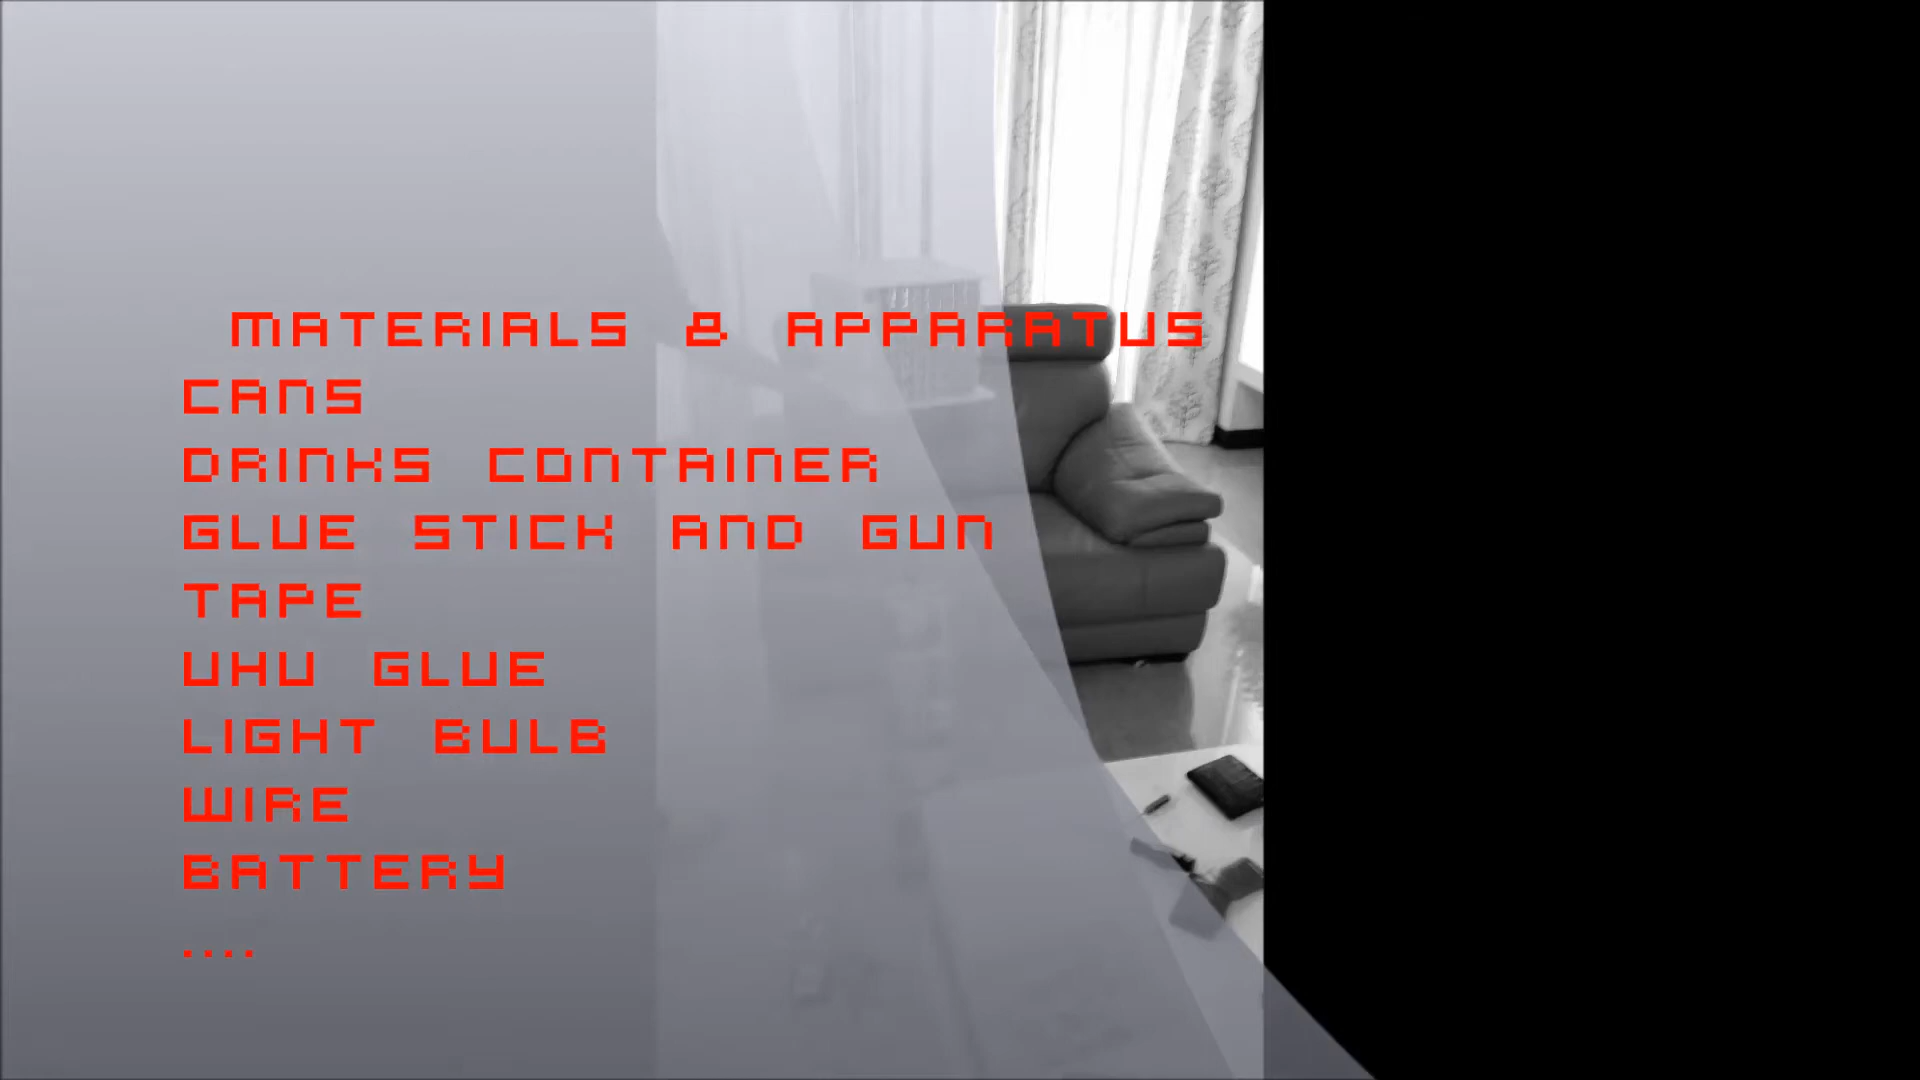 MATERIALS & APPARATUS
CANS
DRINKS CONTAINER
GLUE STICK AND GUN
TAPE
UHU GLUE
LIGHT BULB
WIRE
BATTERY
....